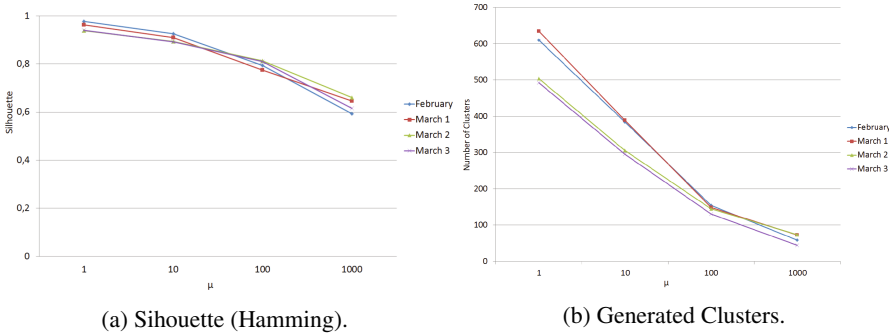 1
0,8
0,6
0,4
0,2
0
Silhouette
1 10 100 1000
μ
February
March 1
March 2
March 3
(a) Sihouette (Hamming).
700
600
500
400
300
200
100
0
Number of Clusters
1 10 100 1000
μ
February
March 1
March 2
March 3
(b) Generated Clusters.